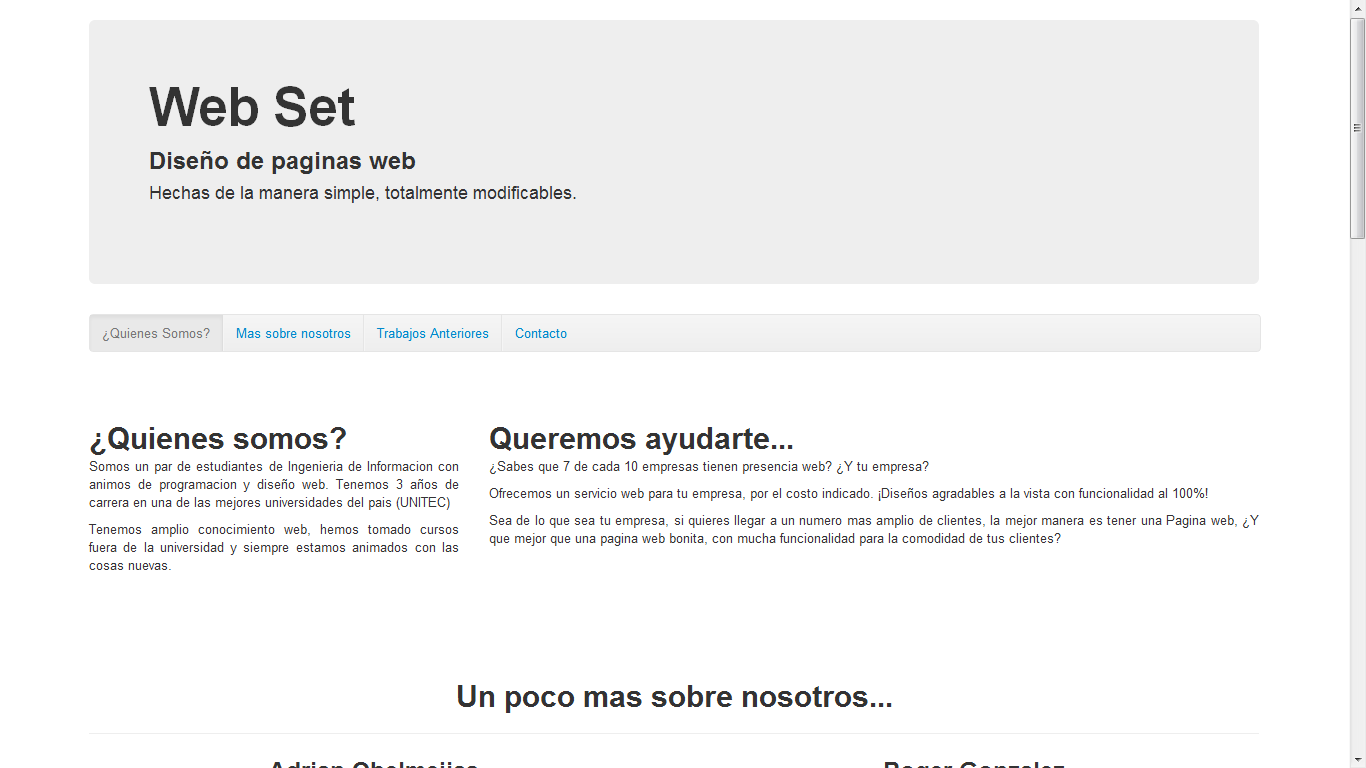 Web Set
Diseño de paginas web
Hechas de la manera simple, totalmente modificables.
¿Quienes Somos?
Mas sobre nosotros
Trabajos Anteriores
Contacto
¿Quienes somos?
Somos un par de estudiantes de Ingenieria de Informacion con
animos de programacion y diseño web. Tenemos 3 años de
carrera en una de las mejores universidades del pais (UNITEC)
Tenemos amplio conocimiento web, hemos tomado cursos
fuera de la universidad y siempre estamos animados con las
cosas nuevas.
Queremos ayudarte...
¿Sabes que 7 de cada 10 empresas tienen presencia web? ¿Y tu empresa?
Ofrecemos un servicio web para tu empresa, por el costo indicado. ¡Diseños agradables a la vista con funcionalidad al 100%!
Sea de lo que sea tu empresa, si quieres llegar a un numero mas amplio de clientes, la mejor manera es tener una Pagina web, ¿Y
que mejor que una pagina web bonita, con mucha funcionalidad para la comodidad de tus clientes?
Un poco mas sobre nosotros...
Adrian
Roger Gonzalez